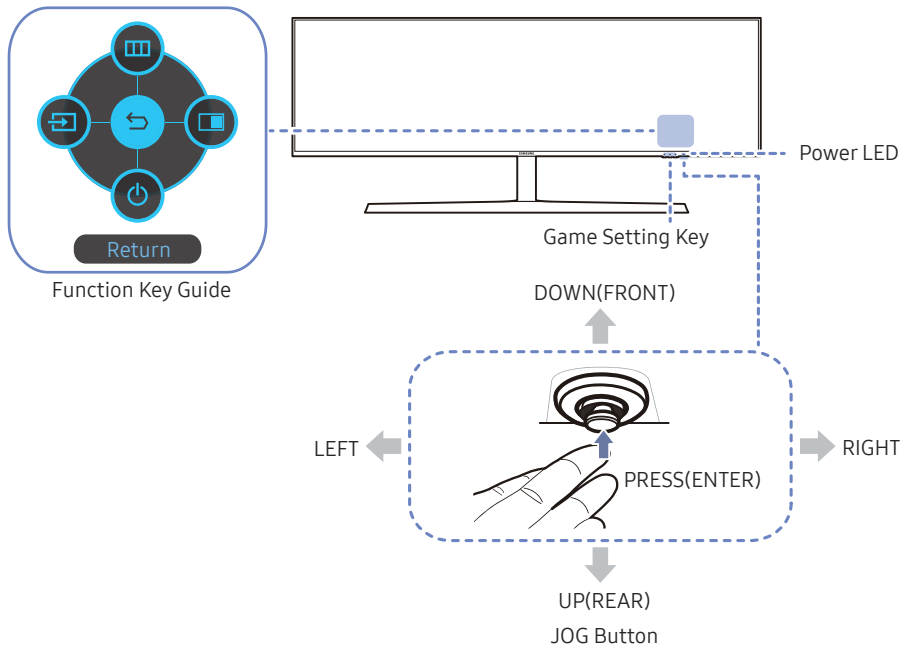 Return
Function Key Guide
SAMSUNG
Power LED
Game Setting Key
DOWN(FRONT)
LEFT
RIGHT
PRESS(ENTER)
UP(REAR)
JOG Button